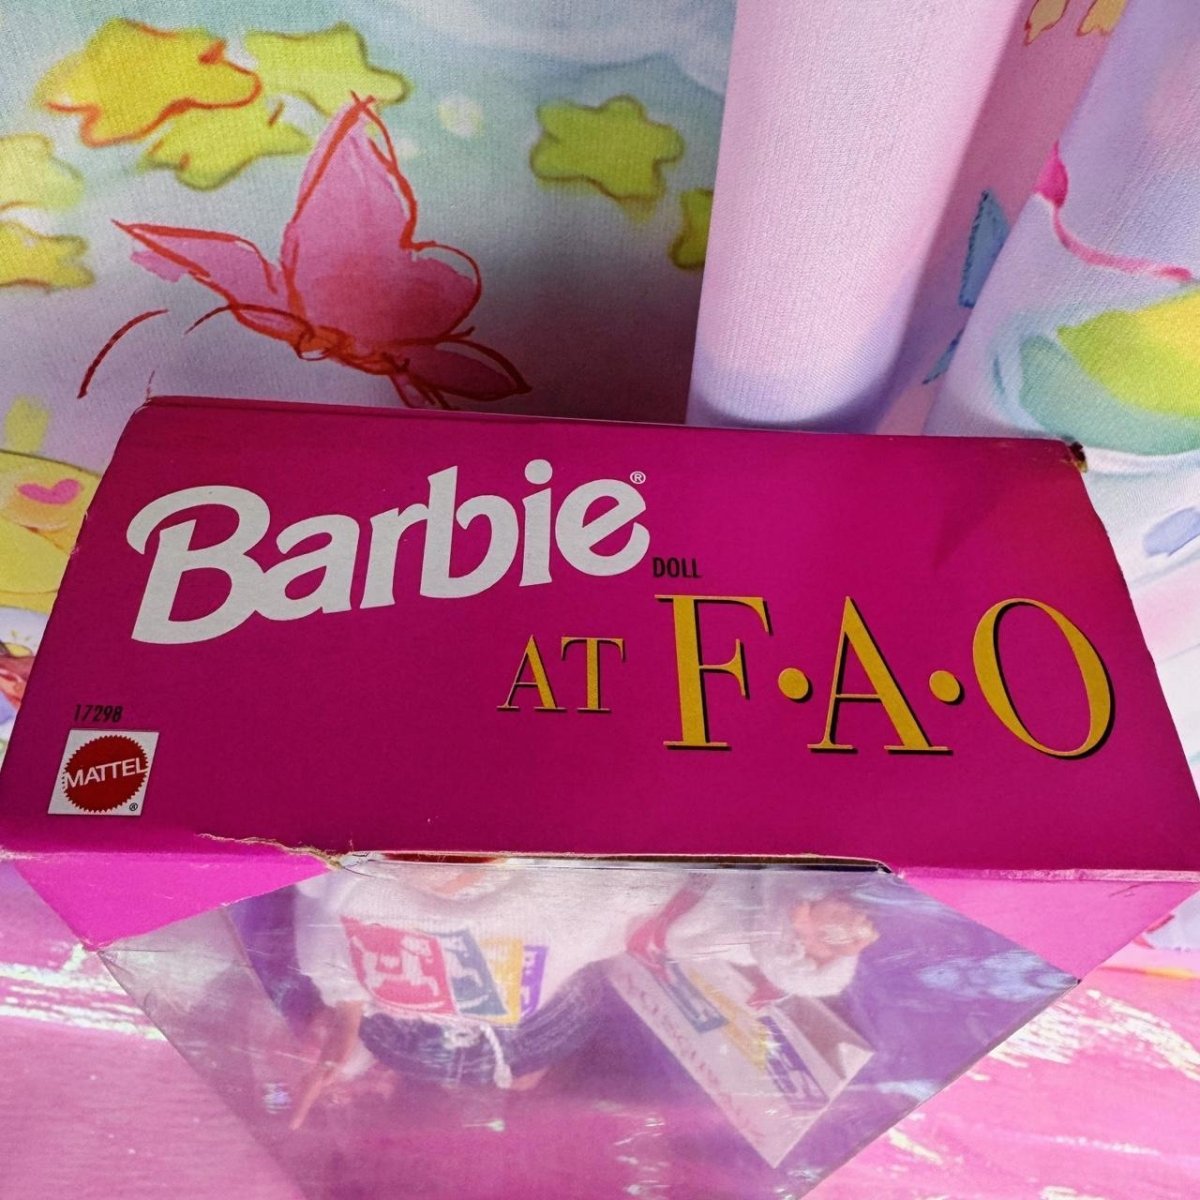 Barbie®
DOLL
AT F•A•O
17298
MATTEL
®